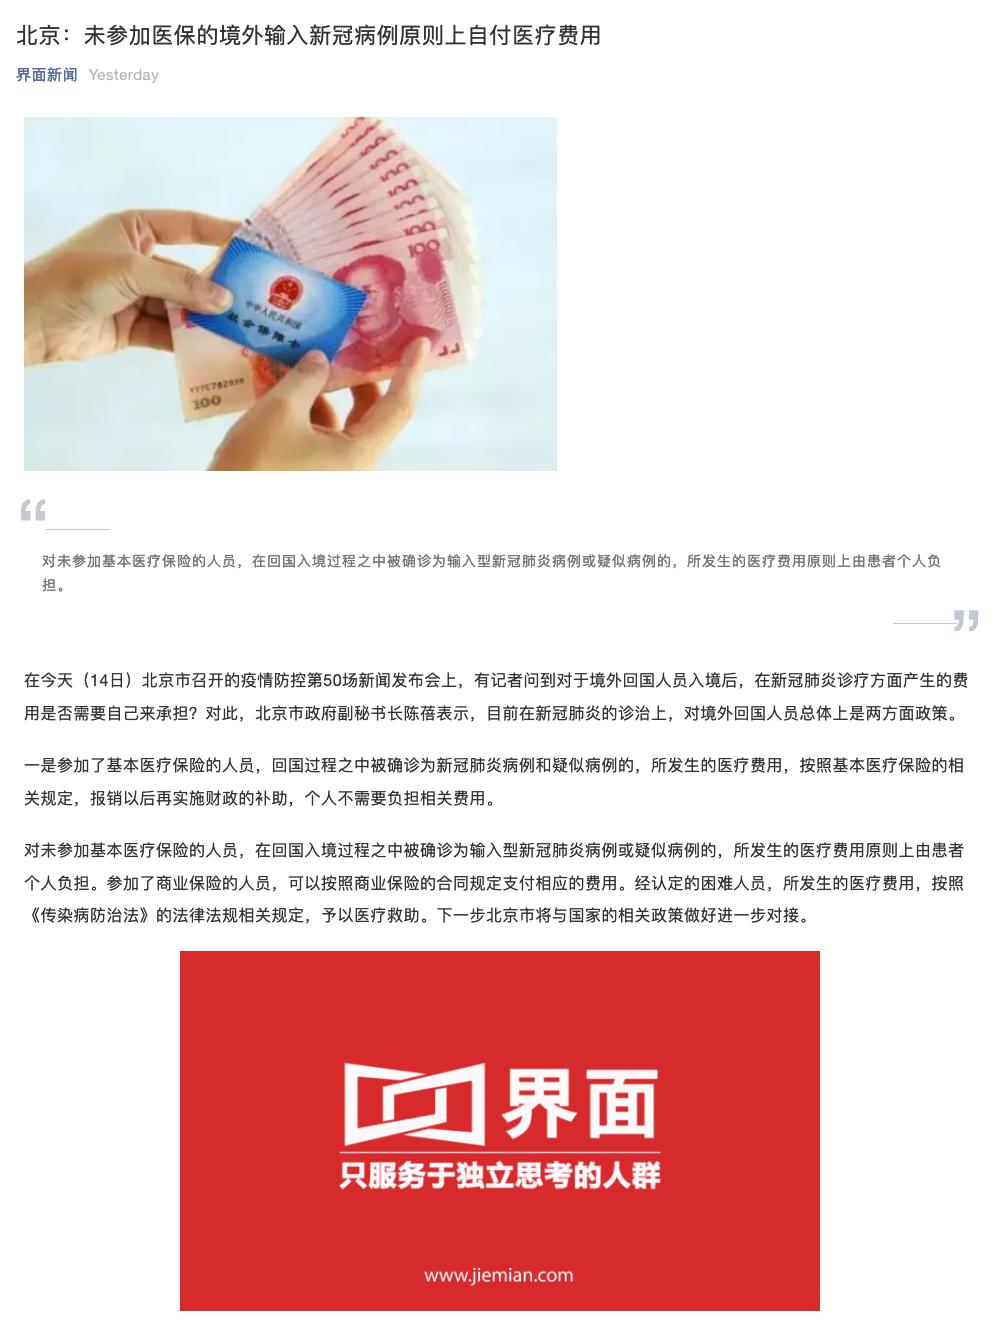 北京：未参加医保的境外输入新冠病例原则上自付医疗费用
界面新闻 Yesterday
100
100
中华人民共和国
社会保障卡
100
“
对未参加基本医疗保险的人员，在回国入境过程之中被确诊为输入型新冠肺炎病例或疑似病例的，所发生的医疗费用原则上由患者个人负
担。
”
在今天（14日）北京市召开的疫情防控第50场新闻发布会上，有记者问到对于境外回国人员入境后，在新冠肺炎诊疗方面产生的费
用是否需要自己来承担？对此，北京市政府副秘书长陈蓓表示，目前在新冠肺炎的诊治上，对境外回国人员总体上是两方面政策。
一是参加了基本医疗保险的人员，回国过程之中被确诊为新冠肺炎病例和疑似病例的，所发生的医疗费用，按照基本医疗保险的相
关规定，报销以后再实施财政的补助，个人不需要负担相关费用。
对未参加基本医疗保险的人员，在回国入境过程之中被确诊为输入型新冠肺炎病例或疑似病例的，所发生的医疗费用原则上由患者
个人负担。参加了商业保险的人员，可以按照商业保险的合同规定支付相应的费用。经认定的困难人员，所发生的医疗费用，按照
《传染病防治法》的法律法规相关规定，予以医疗救助。下一步北京市将与国家的相关政策做好进一步对接。
界面
只服务于独立思考的人群
www.jiemian.com